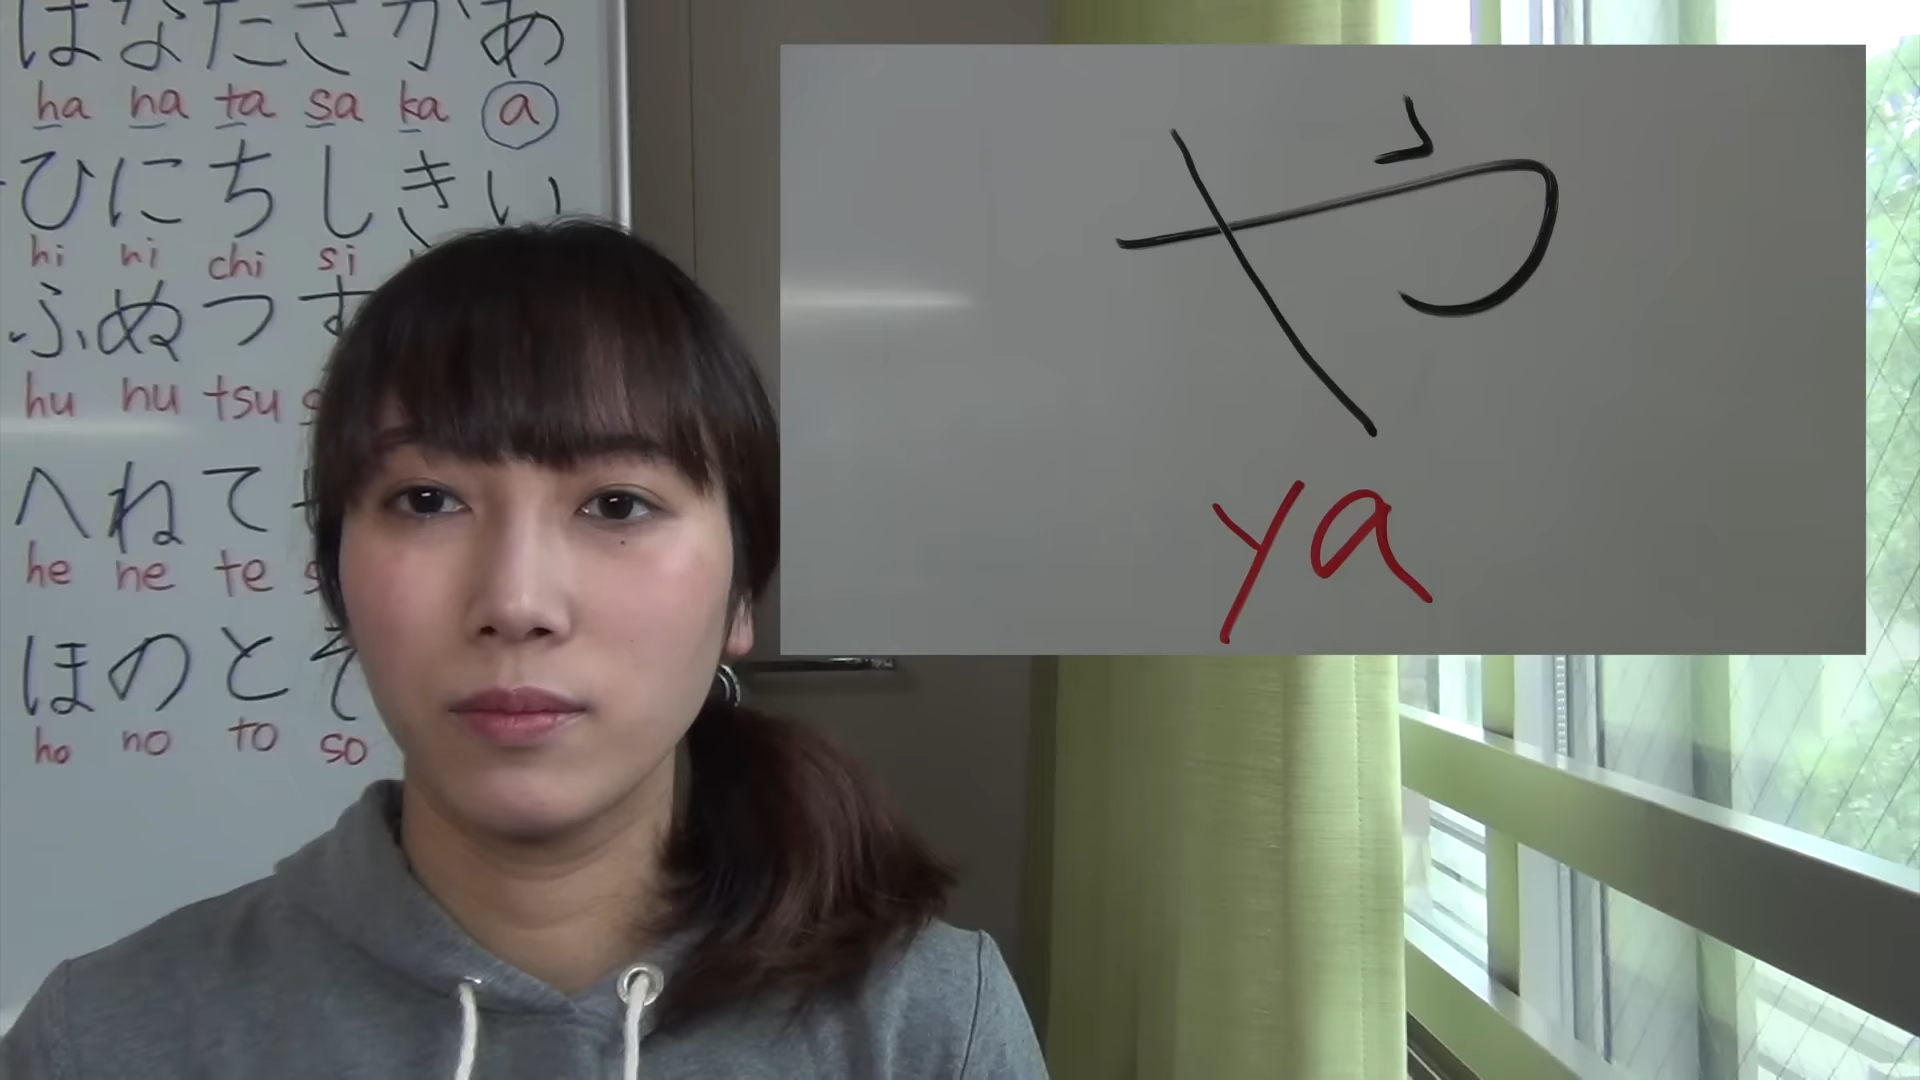 はなたさかあ
ha na ta sa ka a
ひにちしきい
hi ni chi si
ふぬつす
hu nu tsu
へねて
he ne te
ほのとそ
ho no to so
や
ya